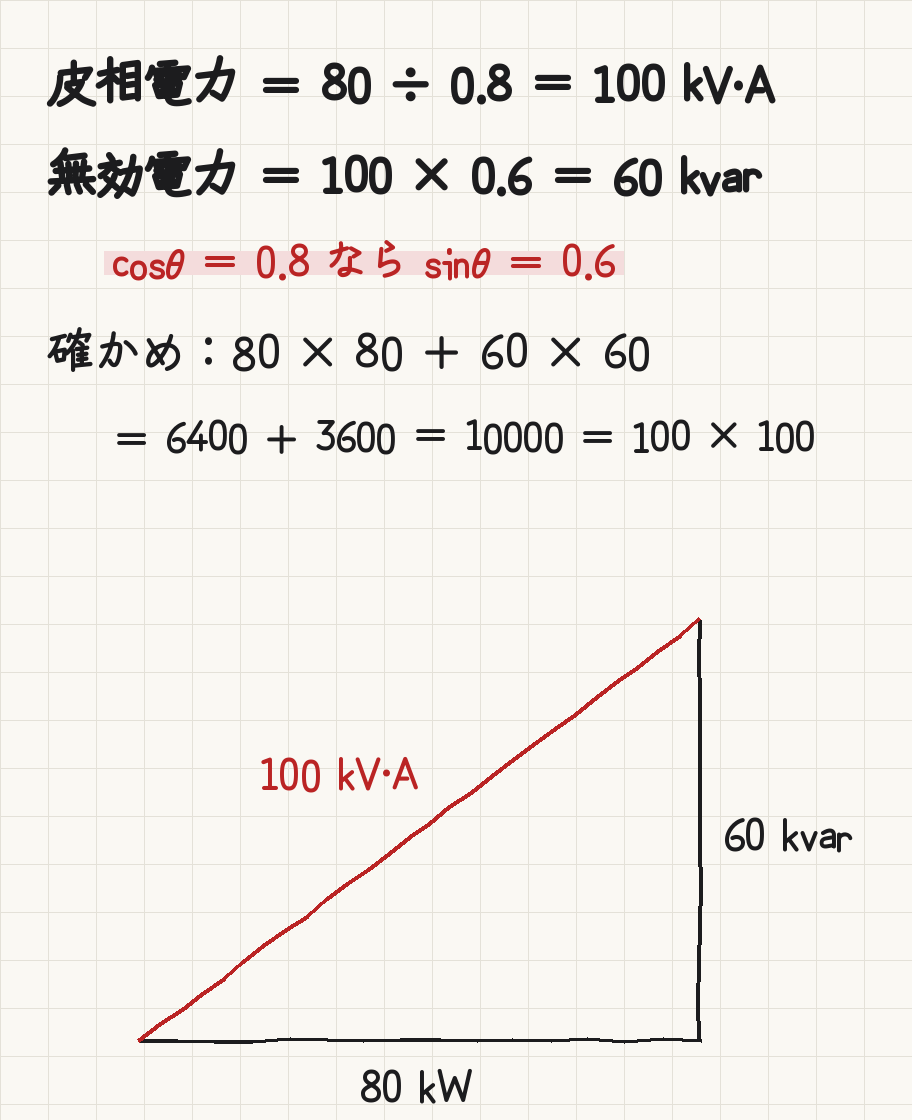 皮相電力 = 80 ÷ 0.8 = 100 kV·A
無効電力 = 100 × 0.6 = 60 kvar
cosθ = 0.8 なら sinθ = 0.6
確かめ：80 × 80 + 60 × 60
= 6400 + 3600 = 10000 = 100 × 100
100 kV·A
60 kvar
80 kW